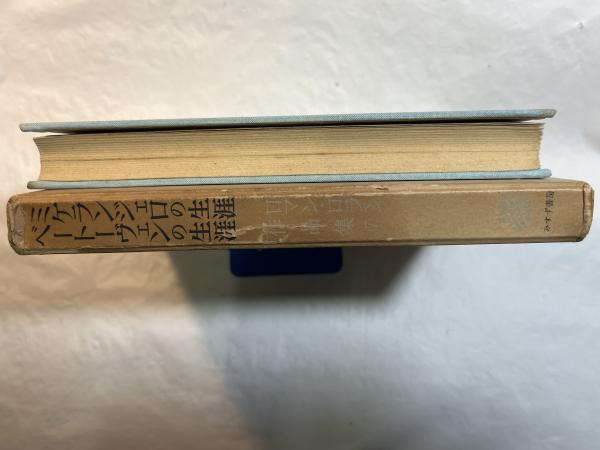 ミケランジェロの生涯
ベートーヴェンの生涯
ロマン・ロラン
集
みすず書房